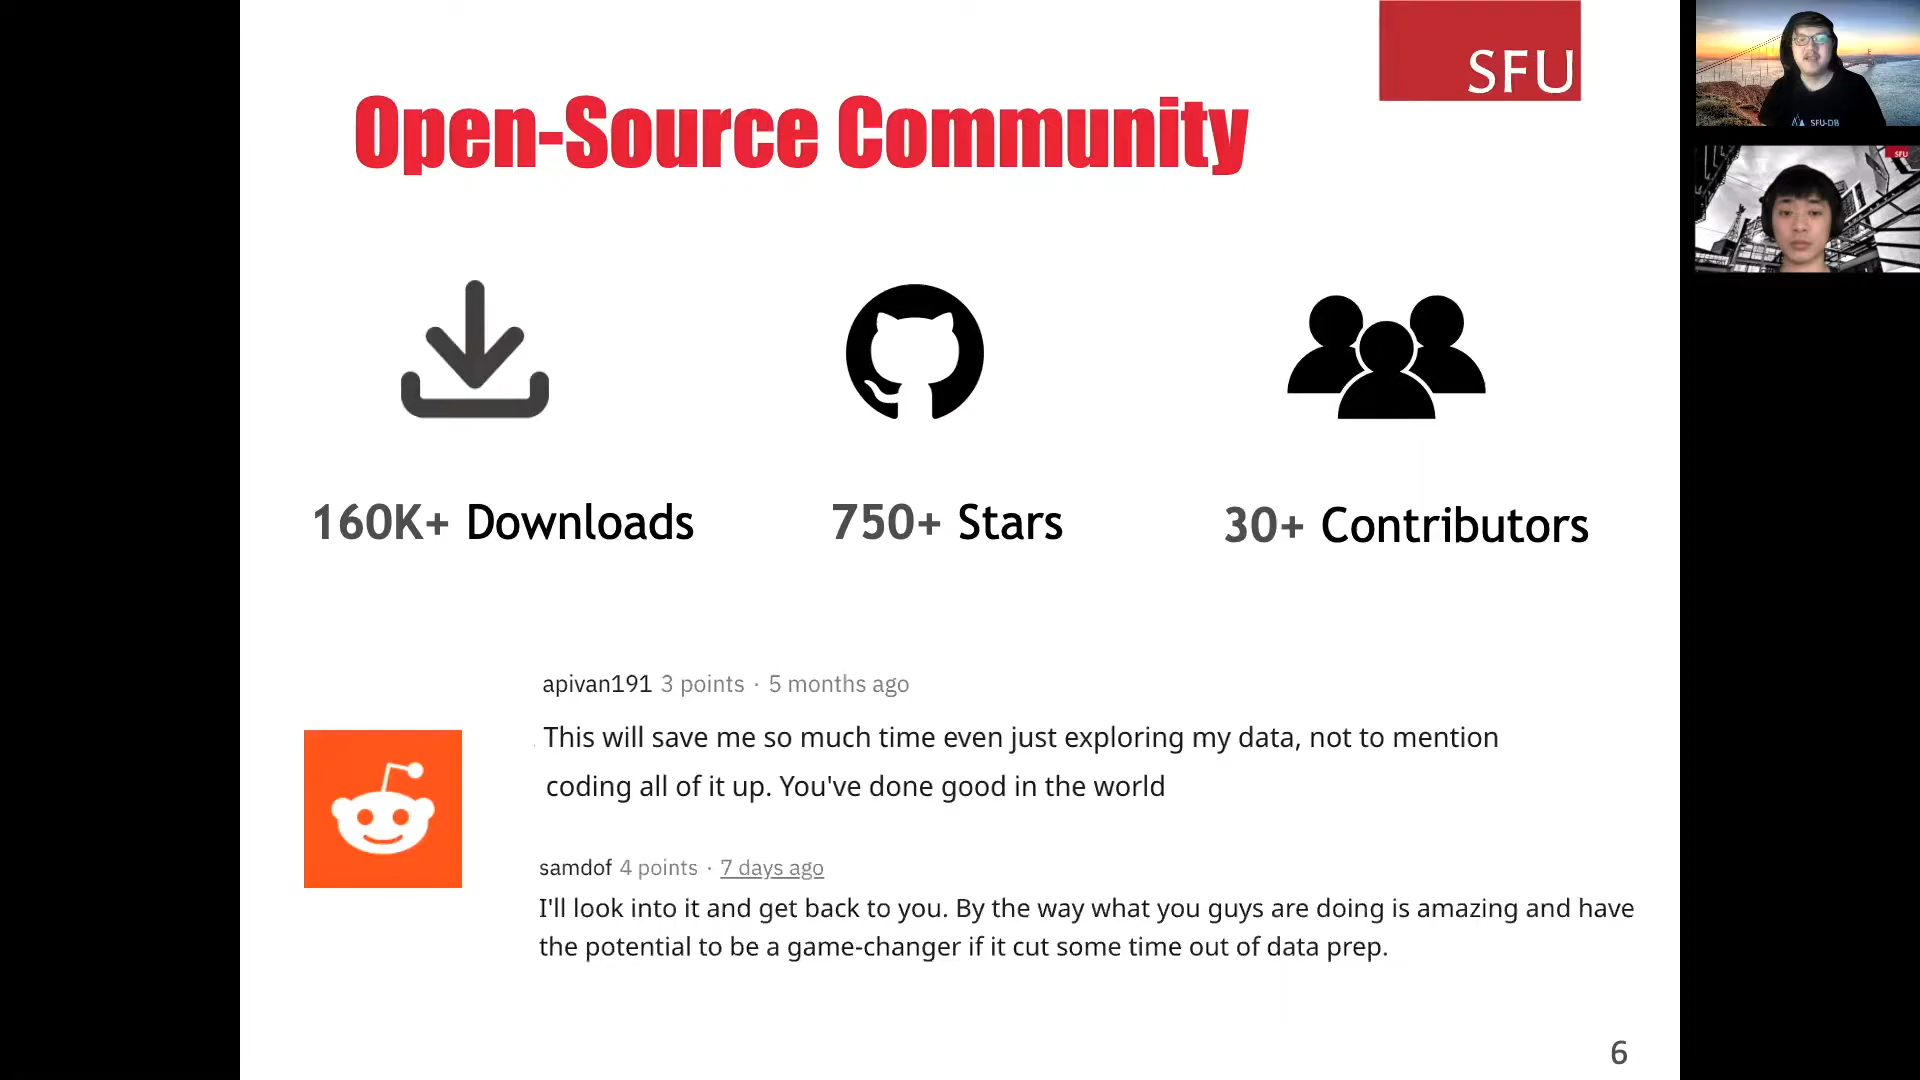 SFU
Open-Source Community
160K+ Downloads
750+ Stars
30+ Contributors
apivan191 3 points · 5 months ago
This will save me so much time even just exploring my data, not to mention
coding all of it up. You've done good in the world
samdof 4 points · 7 days ago
I'll look into it and get back to you. By the way what you guys are doing is amazing and have
the potential to be a game-changer if it cut some time out of data prep.
6
SFU-DB
SFU